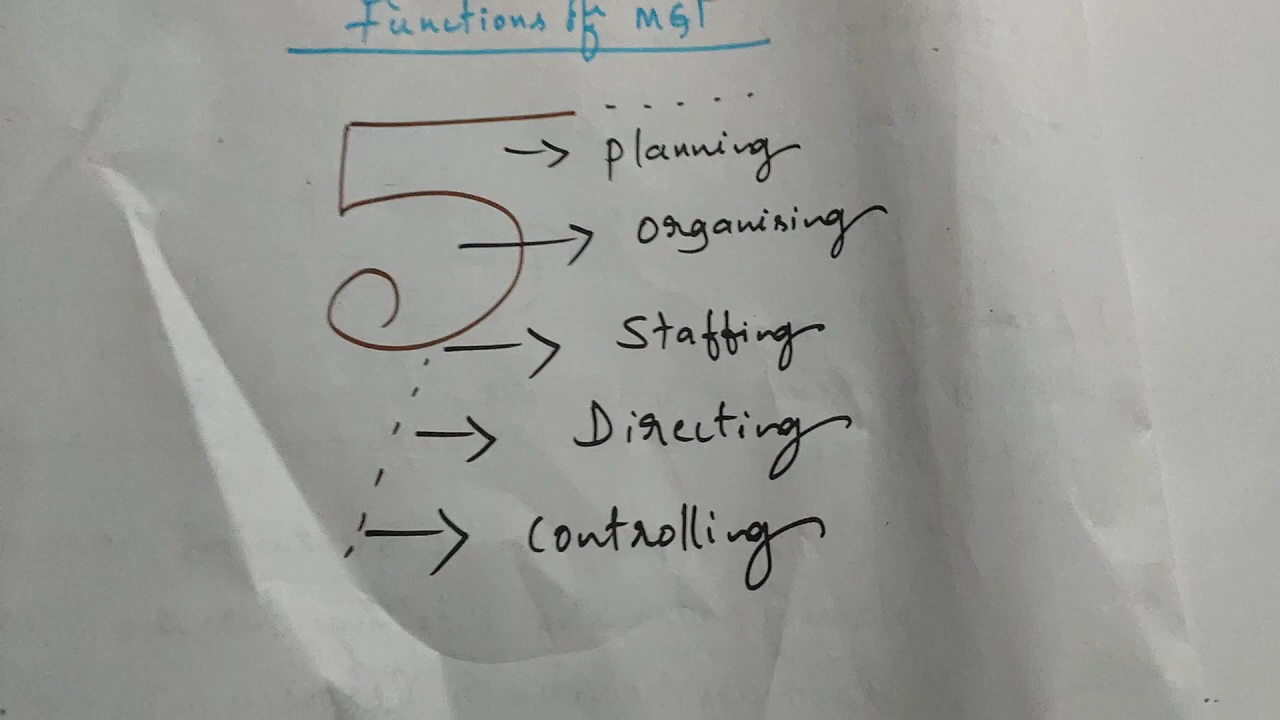 Functions of MGT
5
planning
organising
Staffing
Directing
Controlling